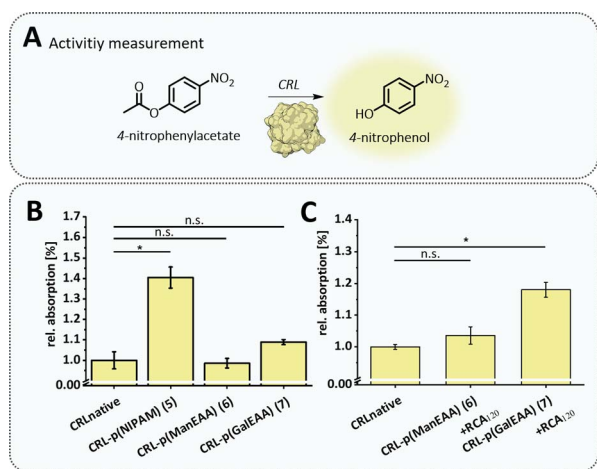 A Activitiy measurement
O
O
NO₂
4-nitrophenylacetate
CRL
NO₂
HO
4-nitrophenol
B
rel. absorption [%]
1.7
1.6
1.5
1.4
1.3
1.2
1.1
1.0
0.00
n.s.
n.s.
*
CRLnative
CRL-p(NIPAM) (5)
CRL-p(ManEAA) (6)
CRL-p(GalEAA) (7)
C
rel. absorption [%]
1.4
1.3
1.2
1.1
1.0
0.00
*
n.s.
CRLnative
CRL-p(ManEAA) (6)
+RCA₁₂₀
CRL-p(GalEAA) (7)
+RCA₁₂₀